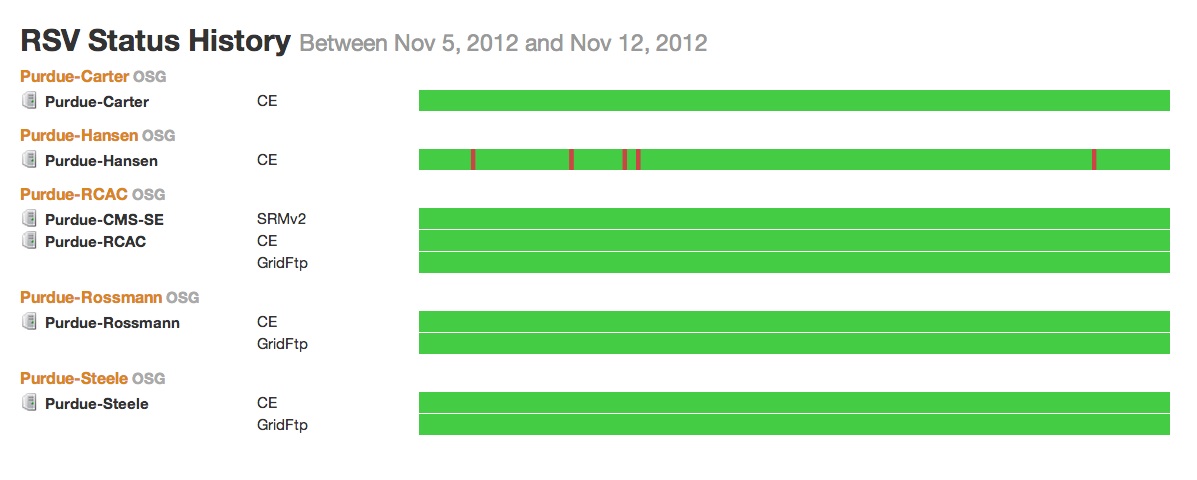 RSV Status History Between Nov 5, 2012 and Nov 12, 2012
Purdue-Carter OSG
Purdue-Carter CE
Purdue-Hansen OSG
Purdue-Hansen CE
Purdue-RCAC OSG
Purdue-CMS-SE SRMv2
Purdue-RCAC CE
GridFtp
Purdue-Rossmann OSG
Purdue-Rossmann CE
GridFtp
Purdue-Steele OSG
Purdue-Steele CE
GridFtp